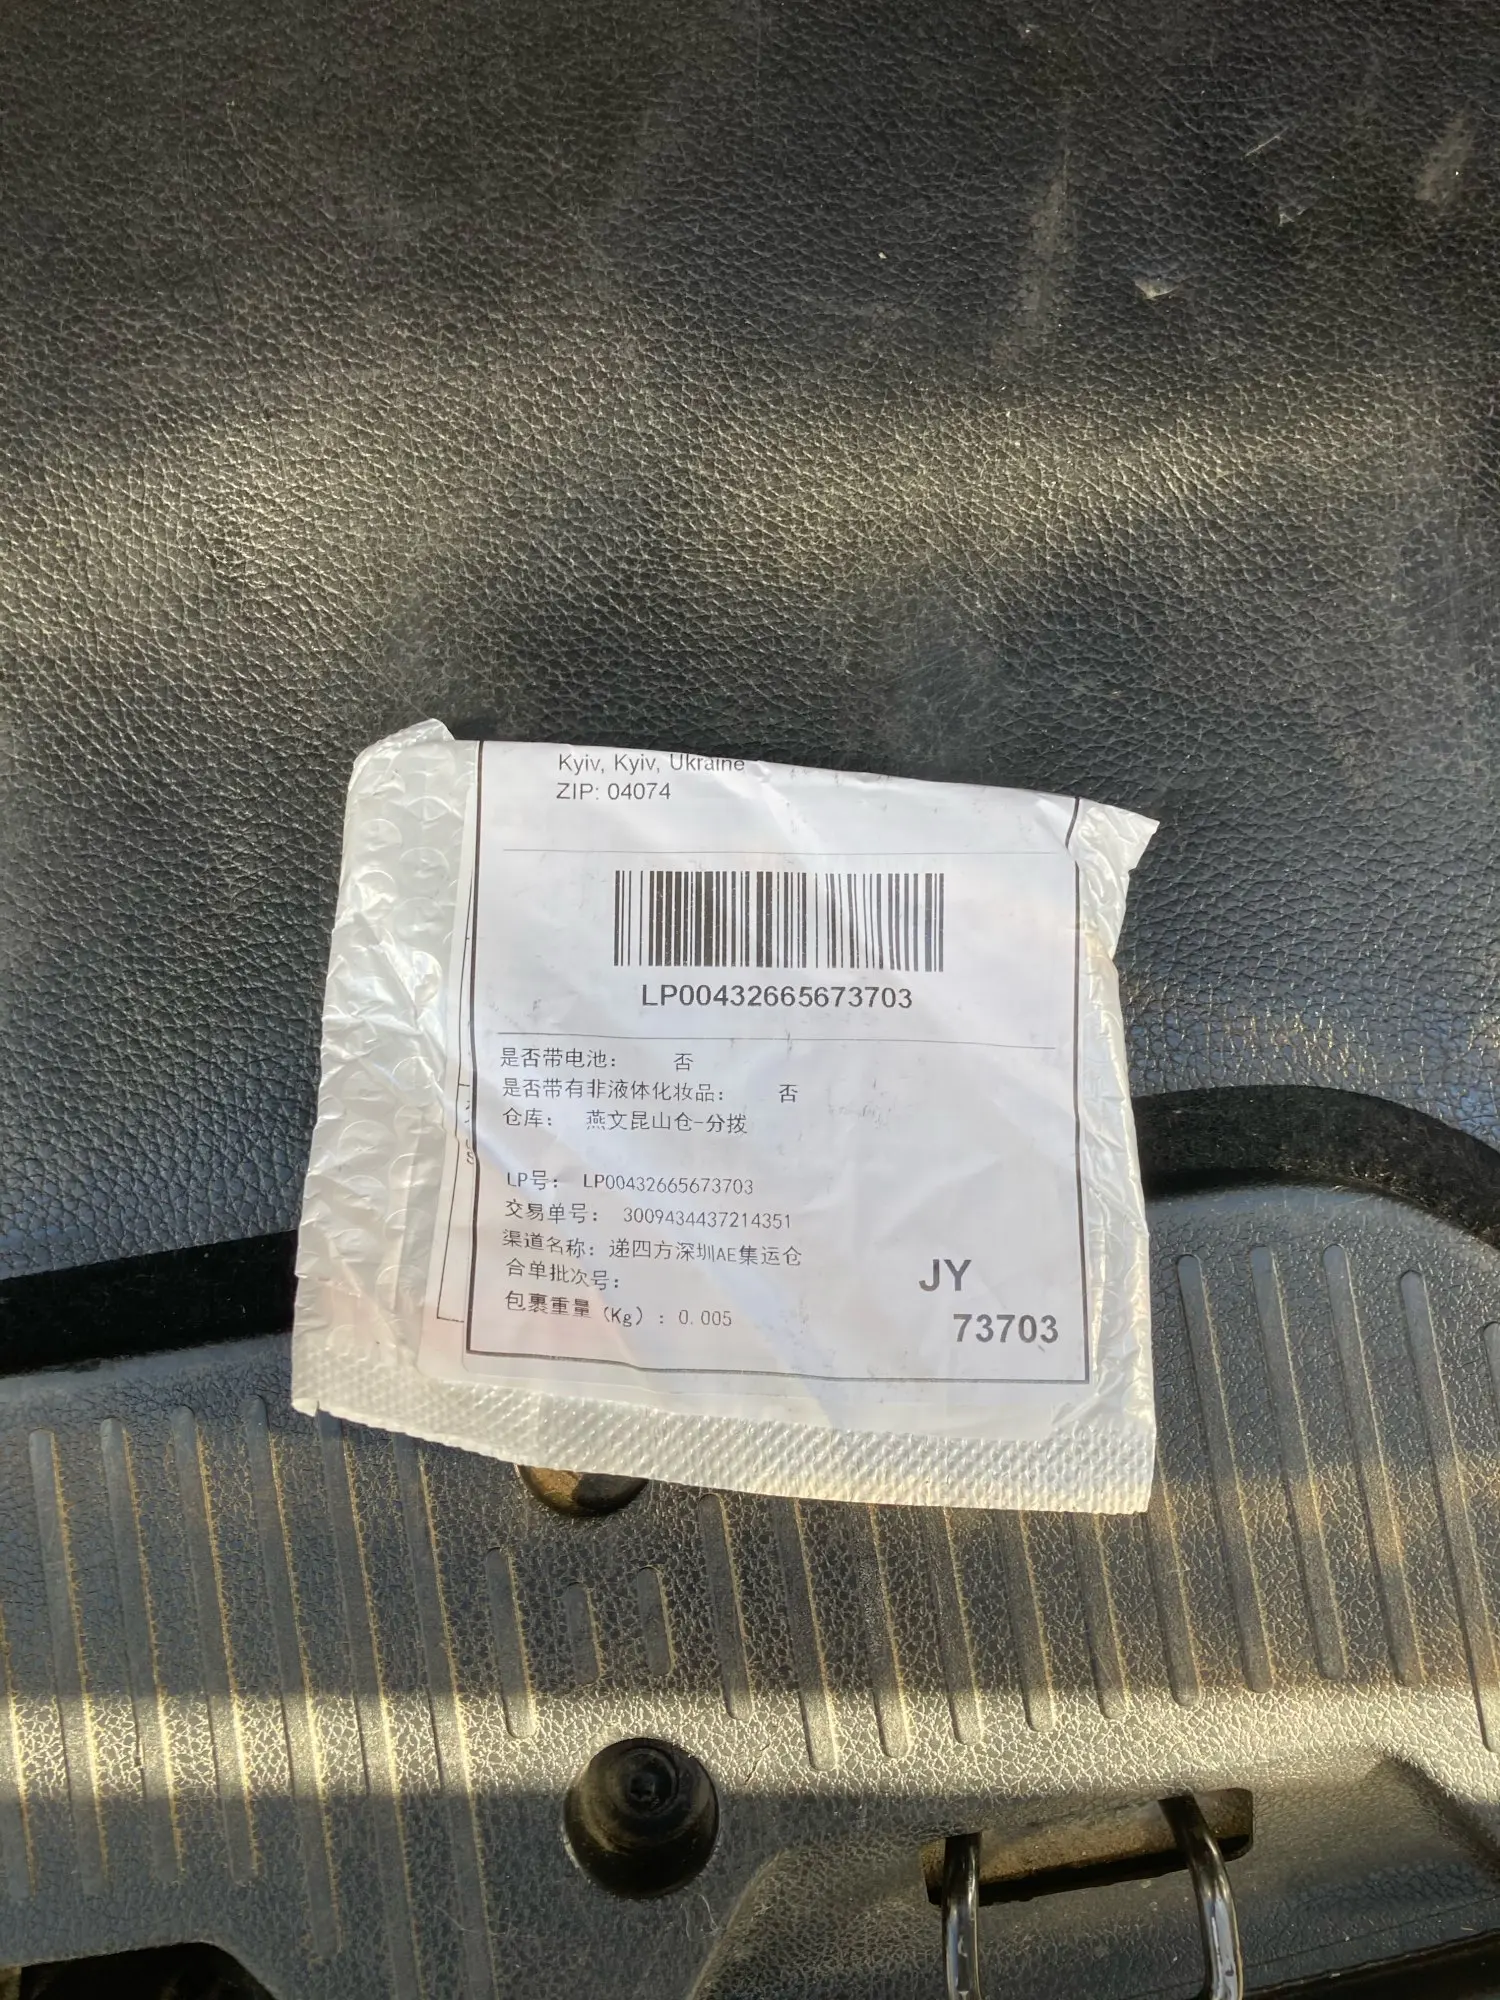 Kyiv, Kyiv, Ukraine
ZIP: 04074
LP00432665673703
是否带电池： 否
是否带有非液体化妆品： 否
仓库： 燕文昆山仓-分拨
LP号： LP00432665673703
交易单号： 3009434437214351
渠道名称：递四方深圳AE集运仓
合单批次号：
包裹重量（Kg）：0.005
JY
73703